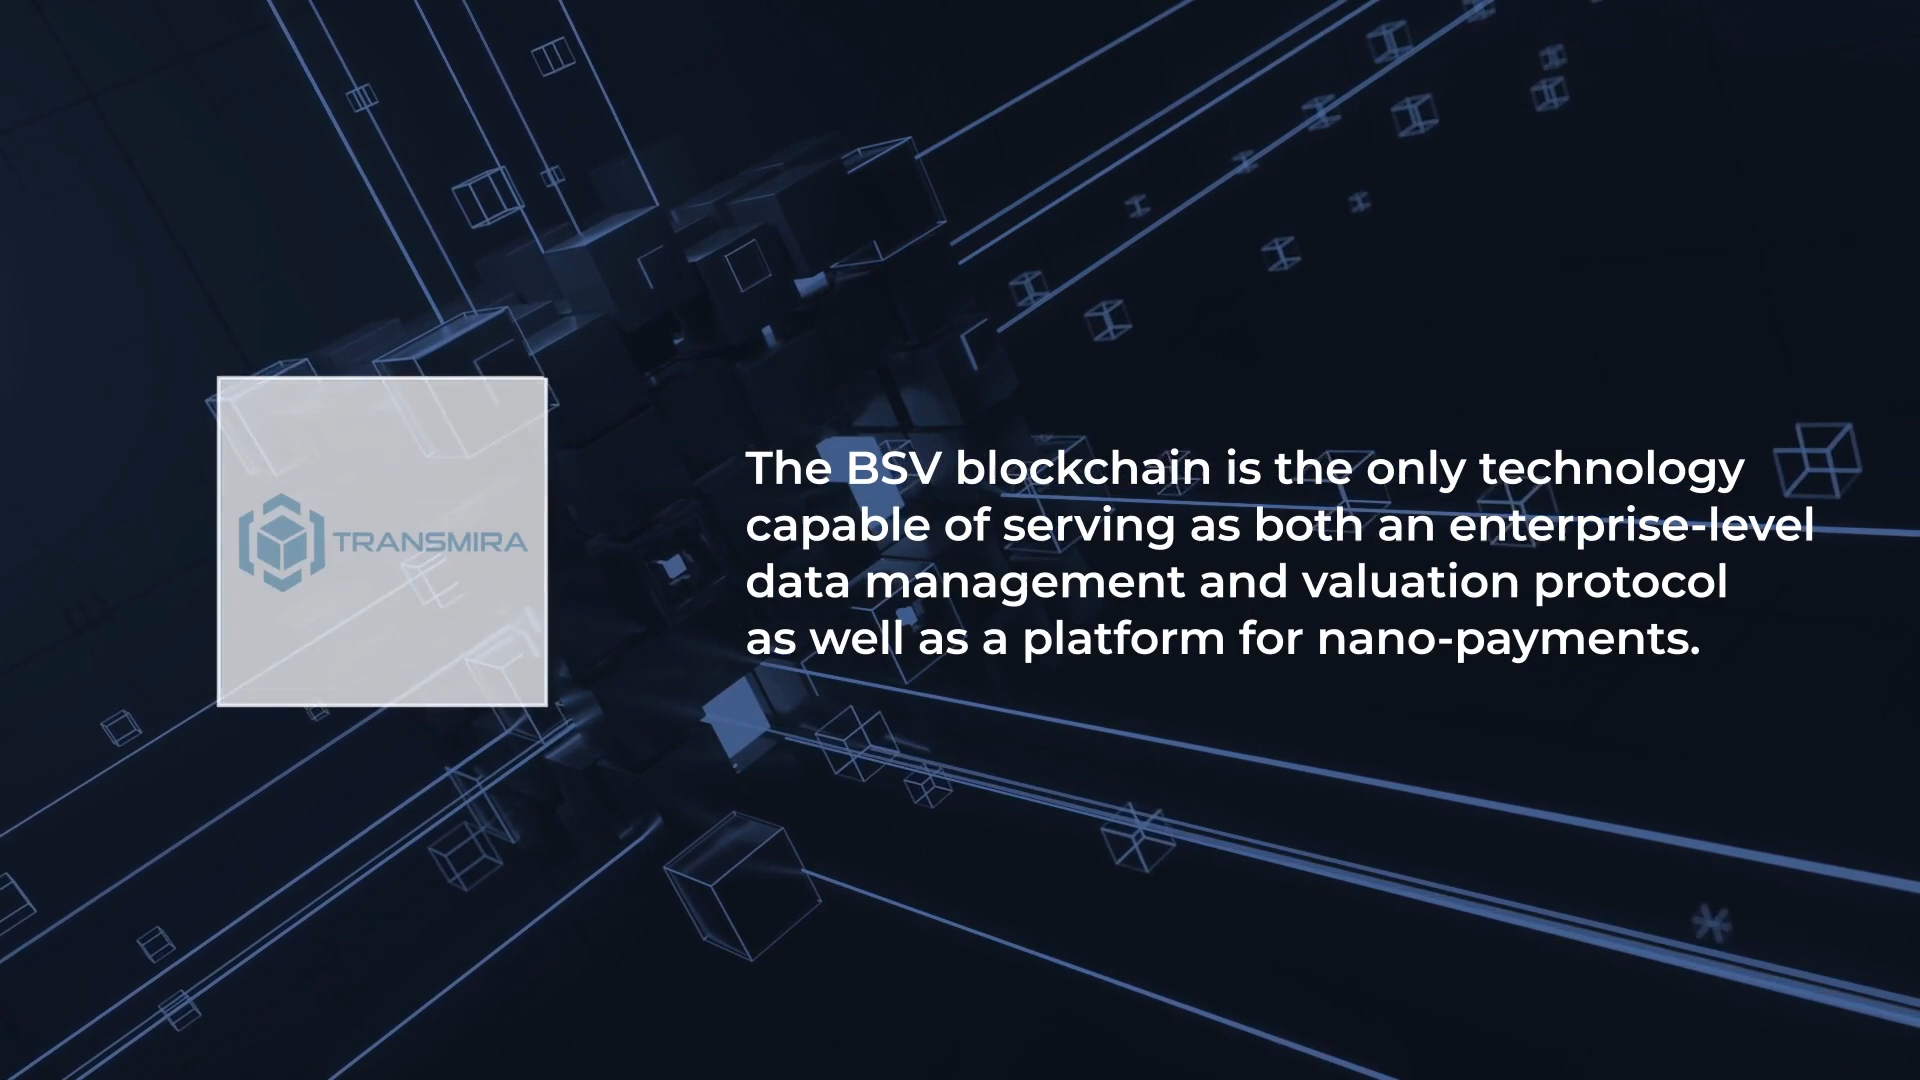 TRANSMIRA
The BSV blockchain is the only technology
capable of serving as both an enterprise-level
data management and valuation protocol
as well as a platform for nano-payments.